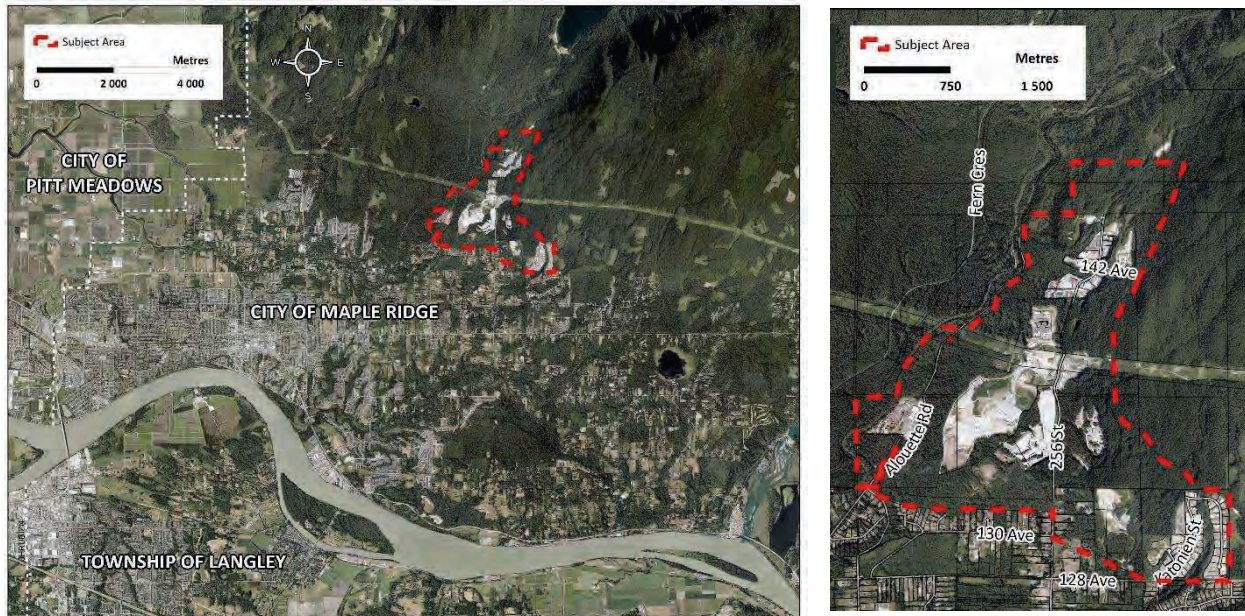 Subject Area
Metres
0 2 000 4 000
N
W E
S
CITY OF
PITT MEADOWS
CITY OF MAPLE RIDGE
TOWNSHIP OF LANGLEY
Subject Area
Metres
0 750 1 500
Fern Cres
142 Ave
Alouette Rd
256 St
130 Ave
128 Ave